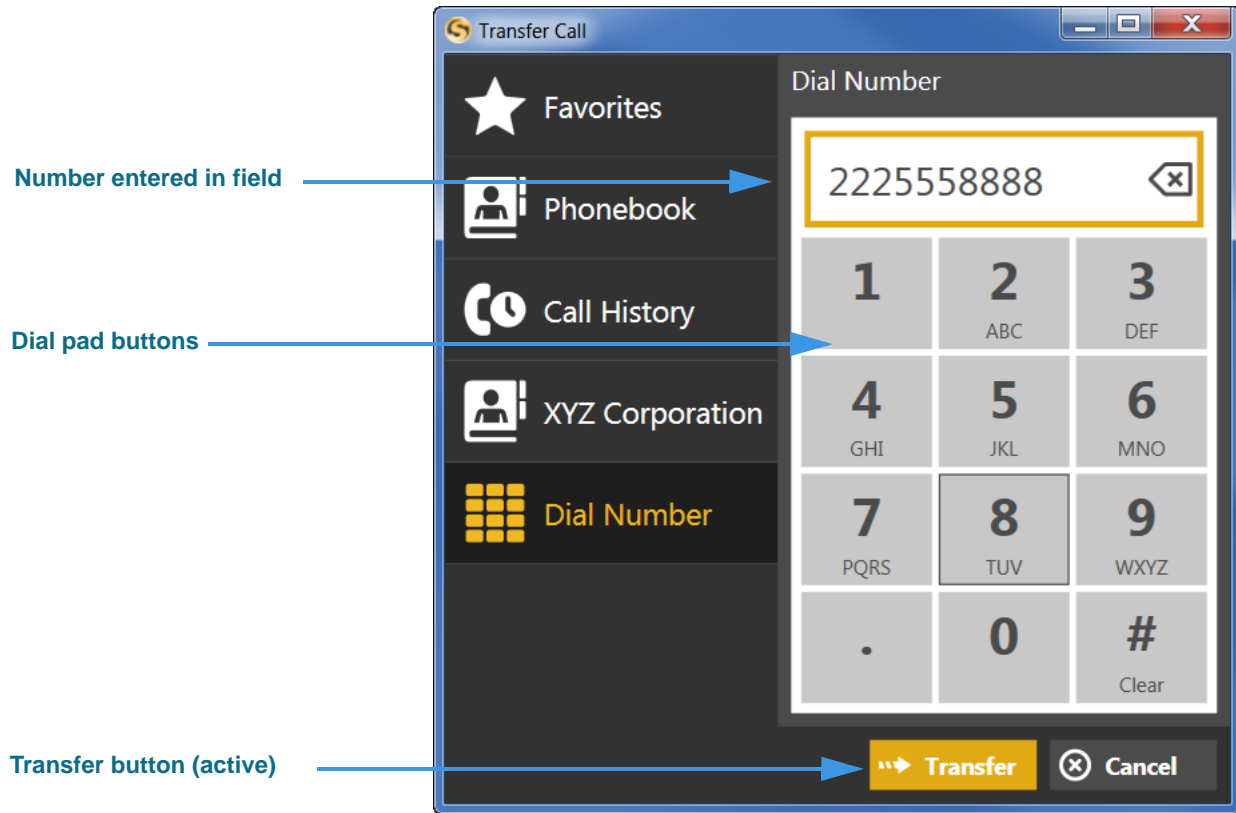 Transfer Call
Favorites
Phonebook
Call History
XYZ Corporation
Dial Number
Dial Number
2225558888
1
2
ABC
3
DEF
4
GHI
5
JKL
6
MNO
7
PQRS
8
TUV
9
WXYZ
.
0
#
Clear
Transfer
Cancel
Number entered in field
Dial pad buttons
Transfer button (active)